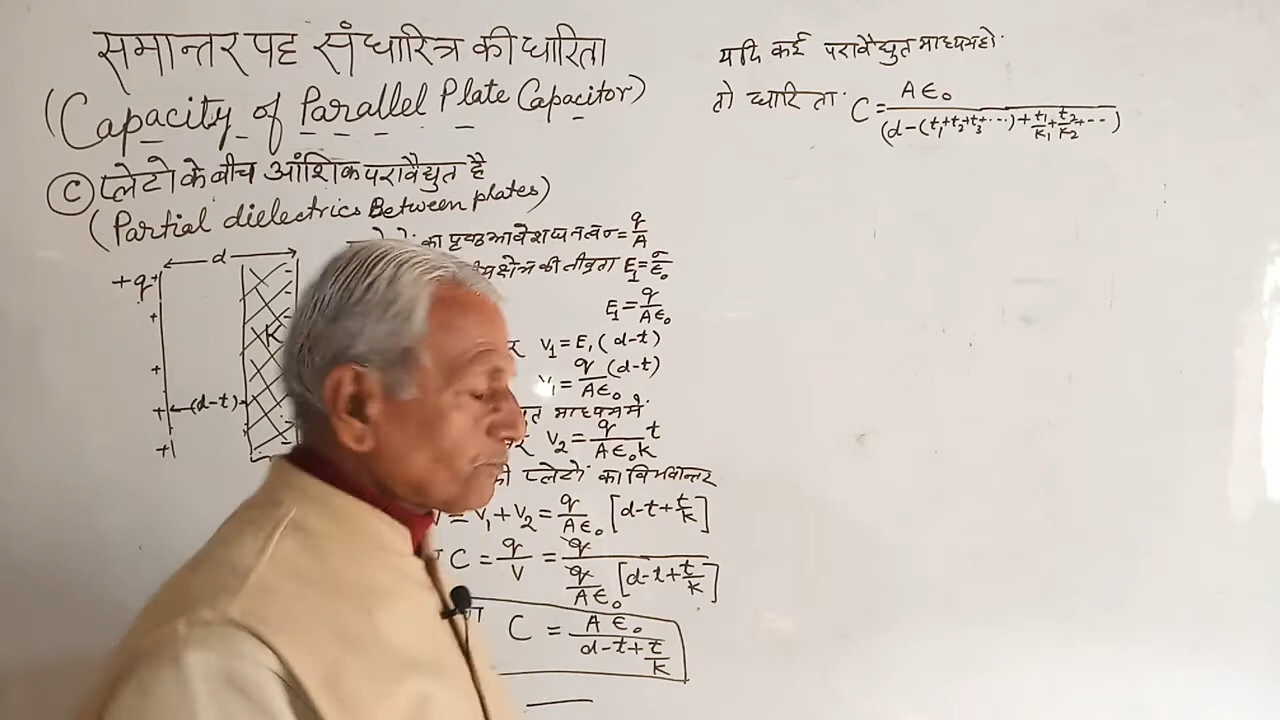 समान्तर पट्ट संधारित्र की धारिता
(Capacity of Parallel Plate Capacitor)
(C) प्लेटो के बीच आंशिक परावैद्युत है
(Partial dielectrics Between plates)
d
+q
+
+
+
+
K
(d-t)
का पृष्ठ आवेश घनत्व = q/A
क्षेत्र की तीव्रता E₁ = σ/ε₀
E₁ = q/Aε₀
V₁ = E₁(d-t)
V₁ = q/Aε₀ (d-t)
माध्यम में
V₂ = q/Aε₀K t
प्लेटों का विभवान्तर
= V₁ + V₂ = q/Aε₀ [d-t+t/K]
C = q/V = q/(q/Aε₀ [d-t+t/K])
C = Aε₀/(d-t+t/K)
यदि कई परावैद्युत माध्यम हो.
तो धारिता. C = Aε₀/((d-(t₁+t₂+t₃+...)+t₁/K₁+t₂/K₂+--)